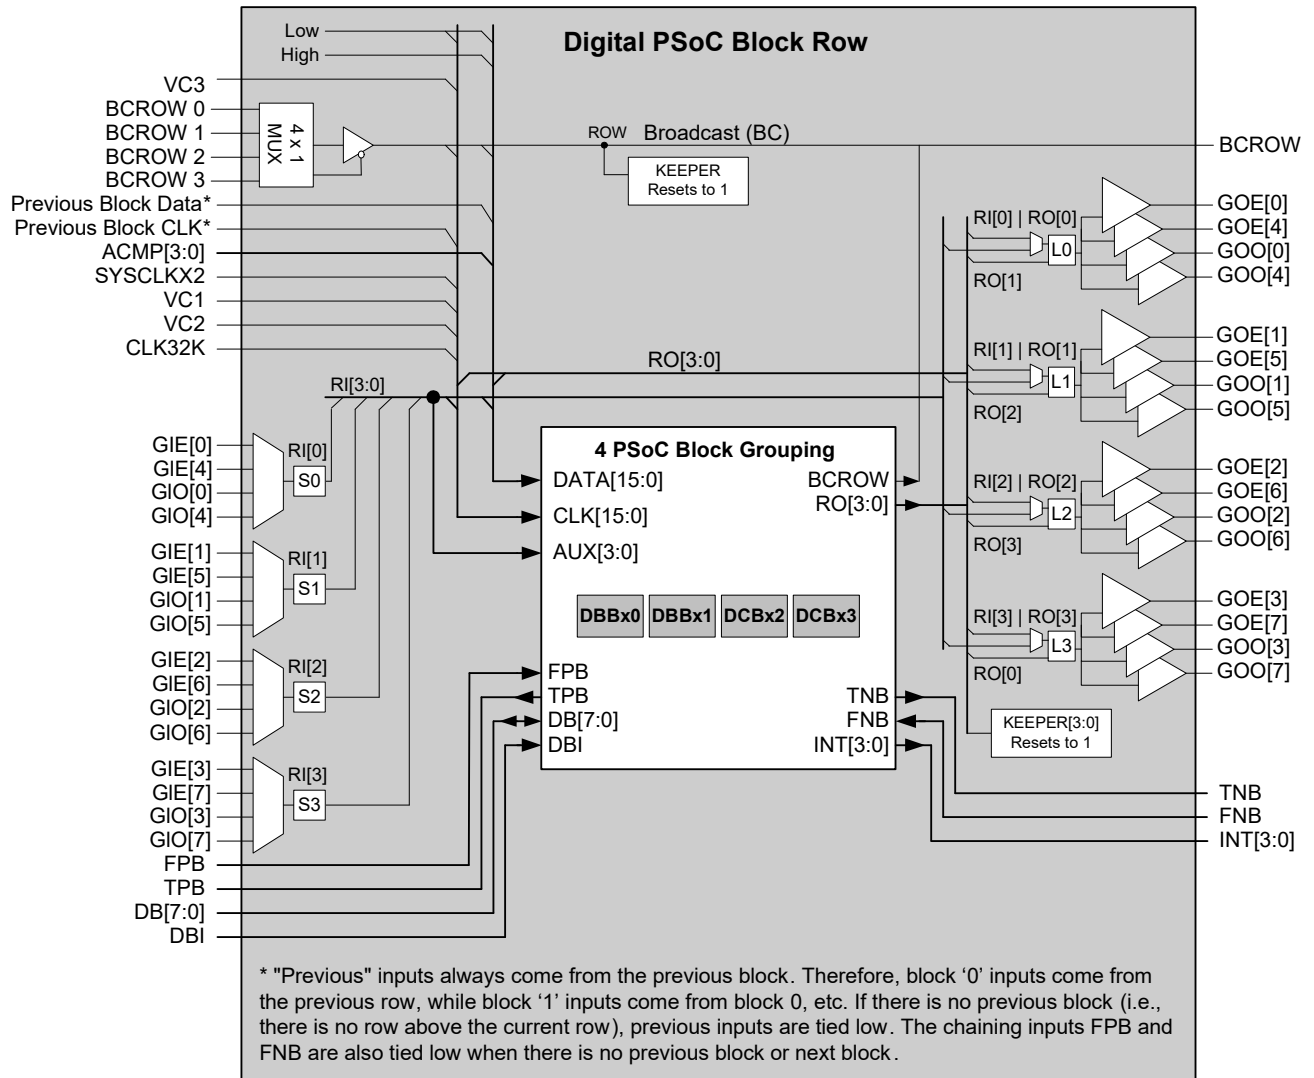 Digital PSoC Block Row
Low
High
VC3
BCROW 0
BCROW 1
BCROW 2
BCROW 3
4 x 1
MUX
ROW
Broadcast (BC)
BCROW
KEEPER
Resets to 1
Previous Block Data*
Previous Block CLK*
ACMP[3:0]
SYSCLKX2
VC1
VC2
CLK32K
RI[0] | RO[0]
L0
RO[1]
GOE[0]
GOE[4]
GOO[0]
GOO[4]
RI[1] | RO[1]
L1
RO[2]
GOE[1]
GOE[5]
GOO[1]
GOO[5]
RO[3:0]
RI[3:0]
GIE[0]
GIE[4]
GIO[0]
GIO[4]
RI[0]
S0
GIE[1]
GIE[5]
GIO[1]
GIO[5]
RI[1]
S1
GIE[2]
GIE[6]
GIO[2]
GIO[6]
RI[2]
S2
GIE[3]
GIE[7]
GIO[3]
GIO[7]
RI[3]
S3
4 PSoC Block Grouping
DATA[15:0]
CLK[15:0]
AUX[3:0]
BCROW
RO[3:0]
DBBx0
DBBx1
DCBx2
DCBx3
FPB
TPB
DB[7:0]
DBI
TNB
FNB
INT[3:0]
RI[2] | RO[2]
L2
RO[3]
GOE[2]
GOE[6]
GOO[2]
GOO[6]
RI[3] | RO[3]
L3
RO[0]
GOE[3]
GOE[7]
GOO[3]
GOO[7]
KEEPER[3:0]
Resets to 1
TNB
FNB
INT[3:0]
FPB
TPB
DB[7:0]
DBI
* "Previous" inputs always come from the previous block. Therefore, block ‘0’ inputs come from
the previous row, while block ‘1’ inputs come from block 0, etc. If there is no previous block (i.e.,
there is no row above the current row), previous inputs are tied low. The chaining inputs FPB and
FNB are also tied low when there is no previous block or next block.